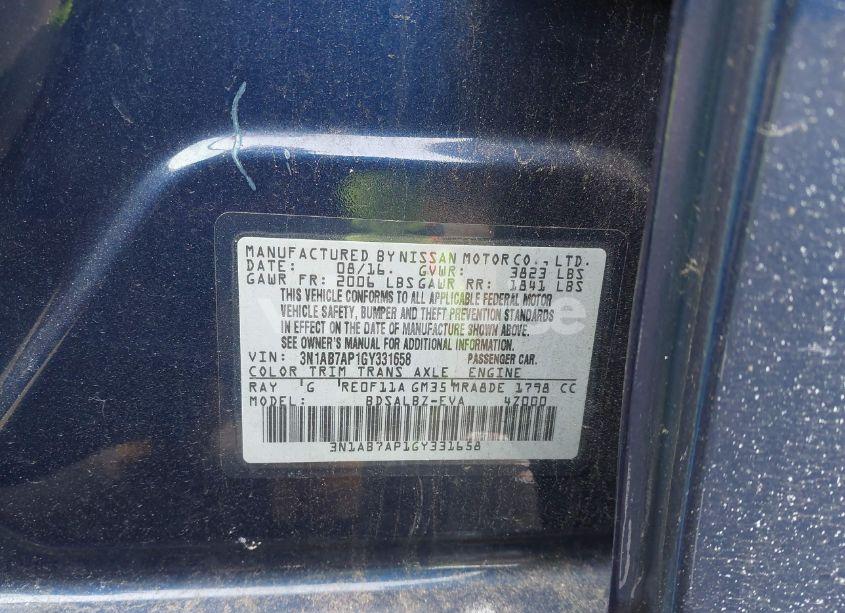 MANUFACTURED BY NISSAN MOTOR CO., LTD.
DATE: 08/16. GVWR: 3823 LBS
GAWR FR: 2006 LBS GAWR RR: 1841 LBS
THIS VEHICLE CONFORMS TO ALL APPLICABLE FEDERAL MOTOR
VEHICLE SAFETY, BUMPER AND THEFT PREVENTION STANDARDS
IN EFFECT ON THE DATE OF MANUFACTURE SHOWN ABOVE.
SEE OWNER'S MANUAL FOR ADDITIONAL INFORMATION.
VIN: 3N1AB7AP1GY331658 PASSENGER CAR.
COLOR TRIM TRANS AXLE ENGINE
RAY G RE0F11A GM35 MRA8DE 1798 CC
MODEL: BDSALBZ-EVA 4Z000
3N1AB7AP1GY331658